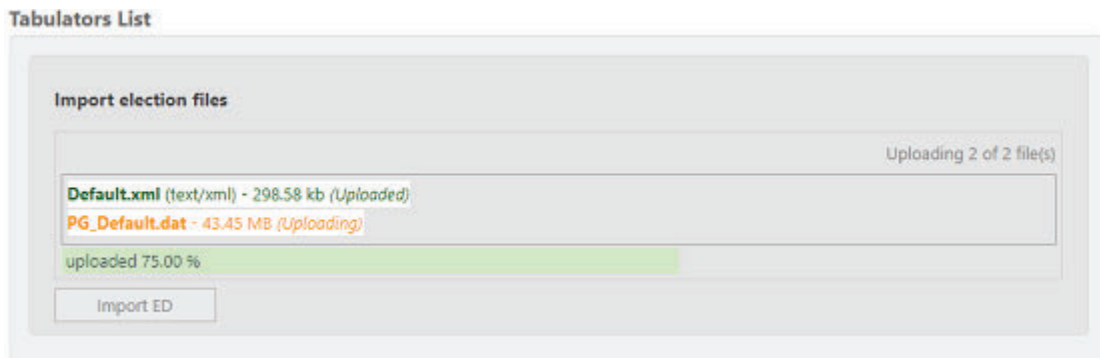 Tabulators List
Import election files
Uploading 2 of 2 file(s)
Default.xml (text/xml) - 298.58 kb (Uploaded)
PG_Default.dat - 43.45 MB (Uploading)
uploaded 75.00 %
Import ED